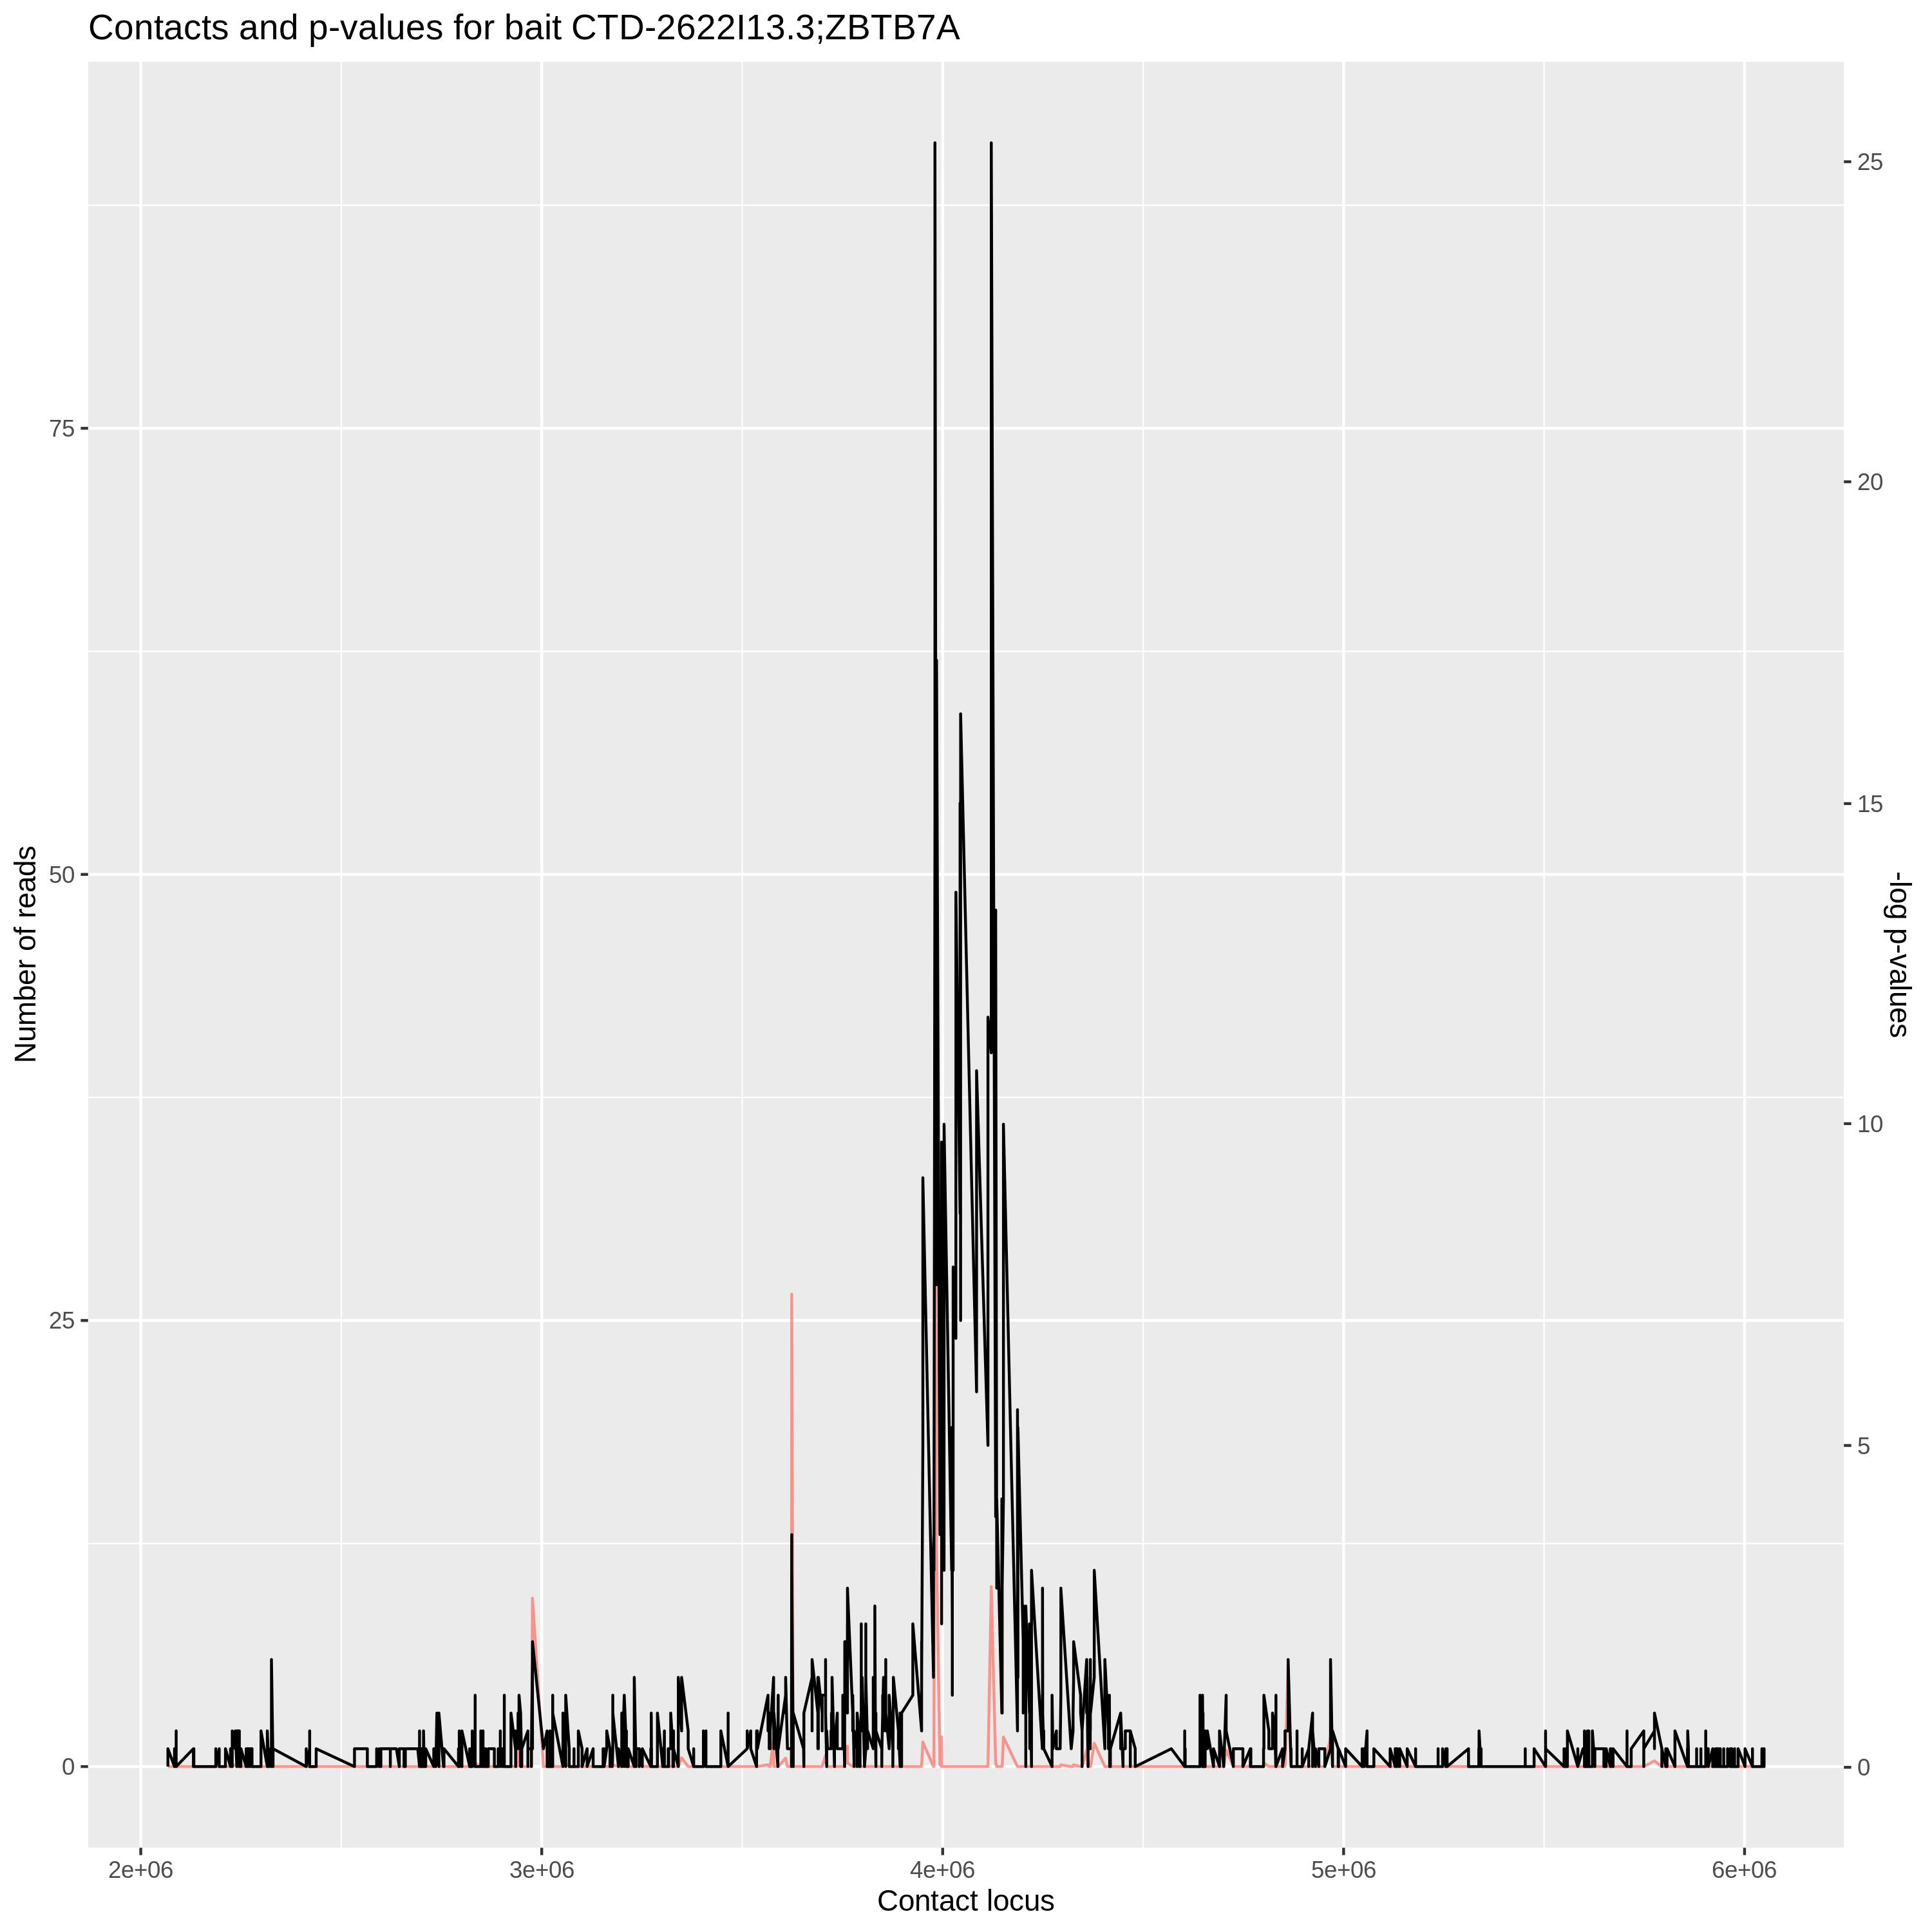 Contacts and p-values for bait CTD-2622I13.3;ZBTB7A
Number of reads
75
50
25
0
25
20
15
10
5
0
-log p-values
2e+06
3e+06
4e+06
5e+06
6e+06
Contact locus